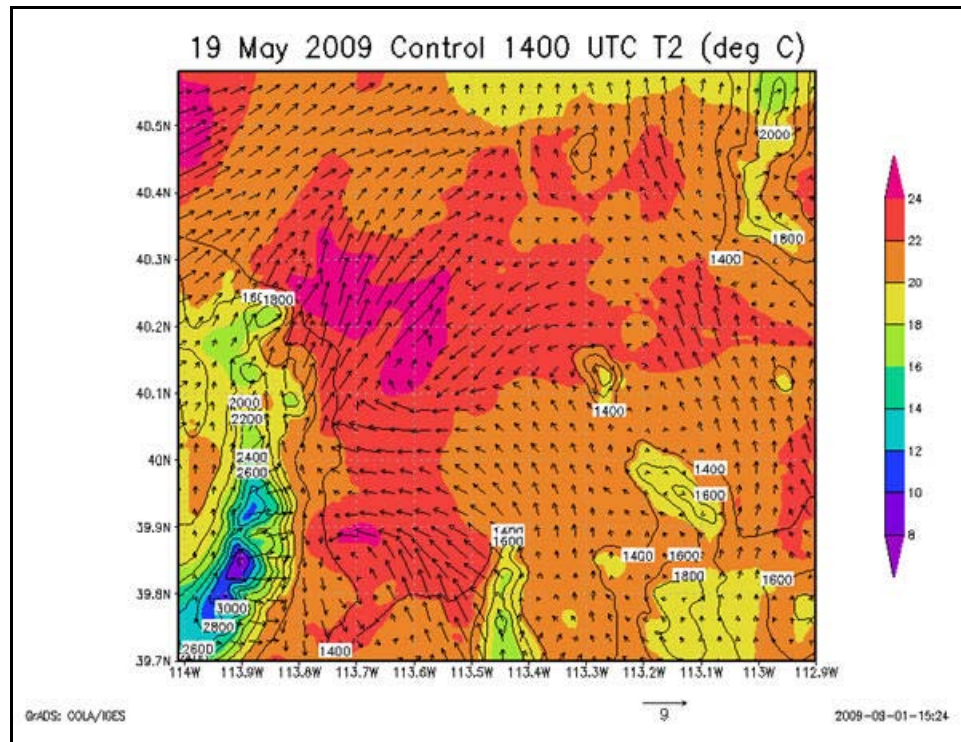 19 May 2009 Control 1400 UTC T2 (deg C)
40.5N
40.4N
40.3N
40.2N
40.1N
40N
39.9N
39.8N
39.7N
114W 113.9W 113.8W 113.7W 113.6W 113.5W 113.4W 113.3W 113.2W 113.1W 113W 112.9W
2000
1800
1400
1800
1400
2000
2200
2400
2600
1400
1600
1400
1600
1400 1600
1800
1600
3000
2800
2600
1400
24
22
20
18
16
14
12
10
8
9
GrADS: COLA/IGES
2009-09-01-15:24